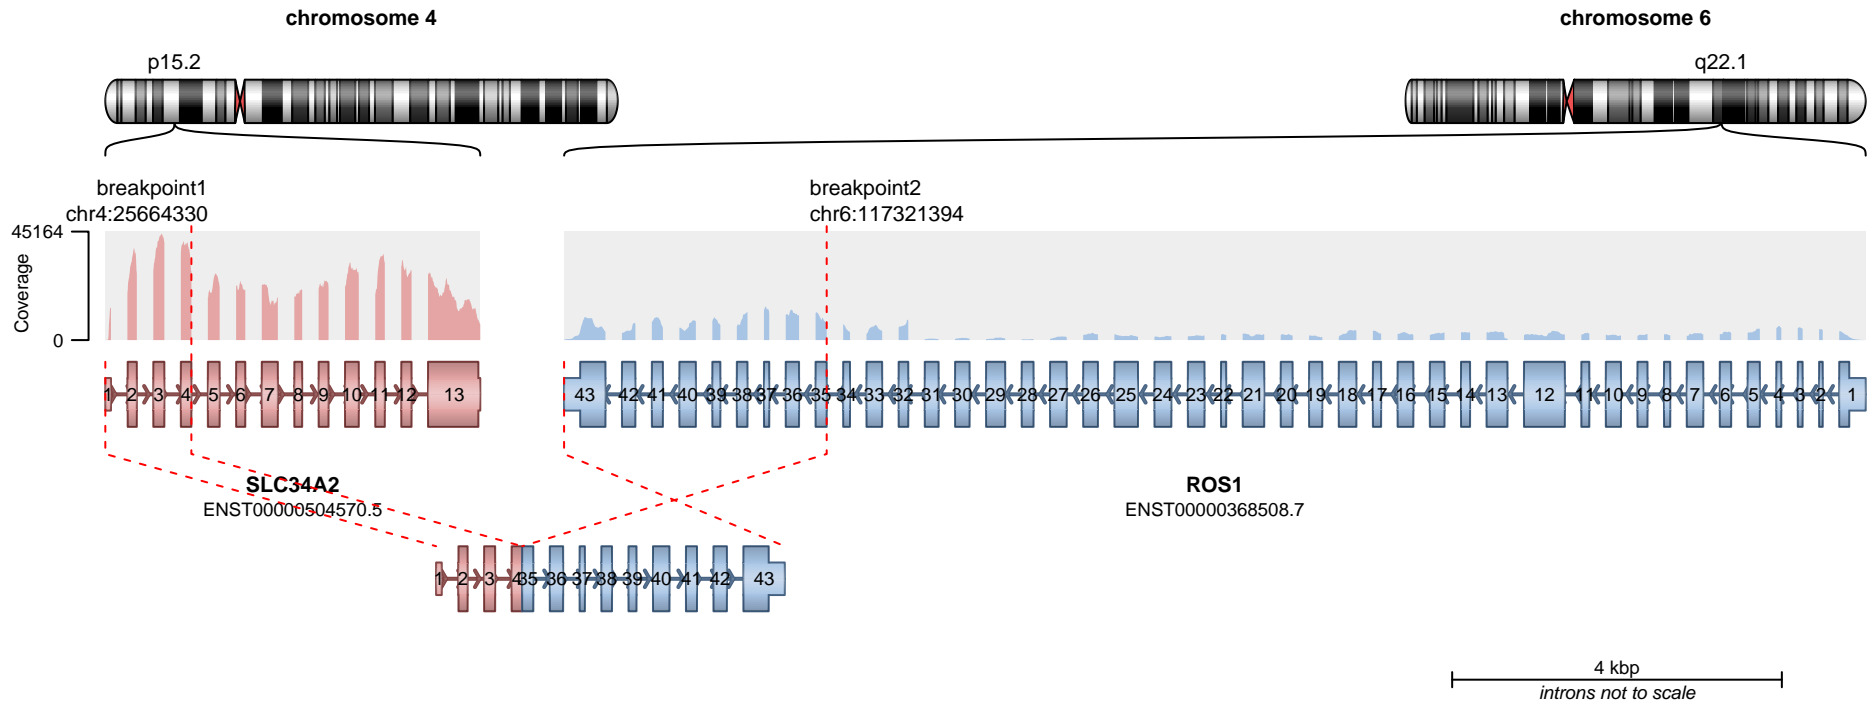 chromosome 4
chromosome 6
p15.2
q22.1
breakpoint1
chr4:25664330
breakpoint2
chr6:117321394
45164
Coverage
0
1 2 3 4 5 6 7 8 9 10 11 12 13
43 42 41 40 39 38 37 36 35 34 33 32 31 30 29 28 27 26 25 24 23 22 21 20 19 18 17 16 15 14 13 12 11 10 9 8 7 6 5 4 3 2 1
SLC34A2
ENST00000504570.5
ROS1
ENST00000368508.7
1 2 3 4 35 36 37 38 39 40 41 42 43
4 kbp
introns not to scale